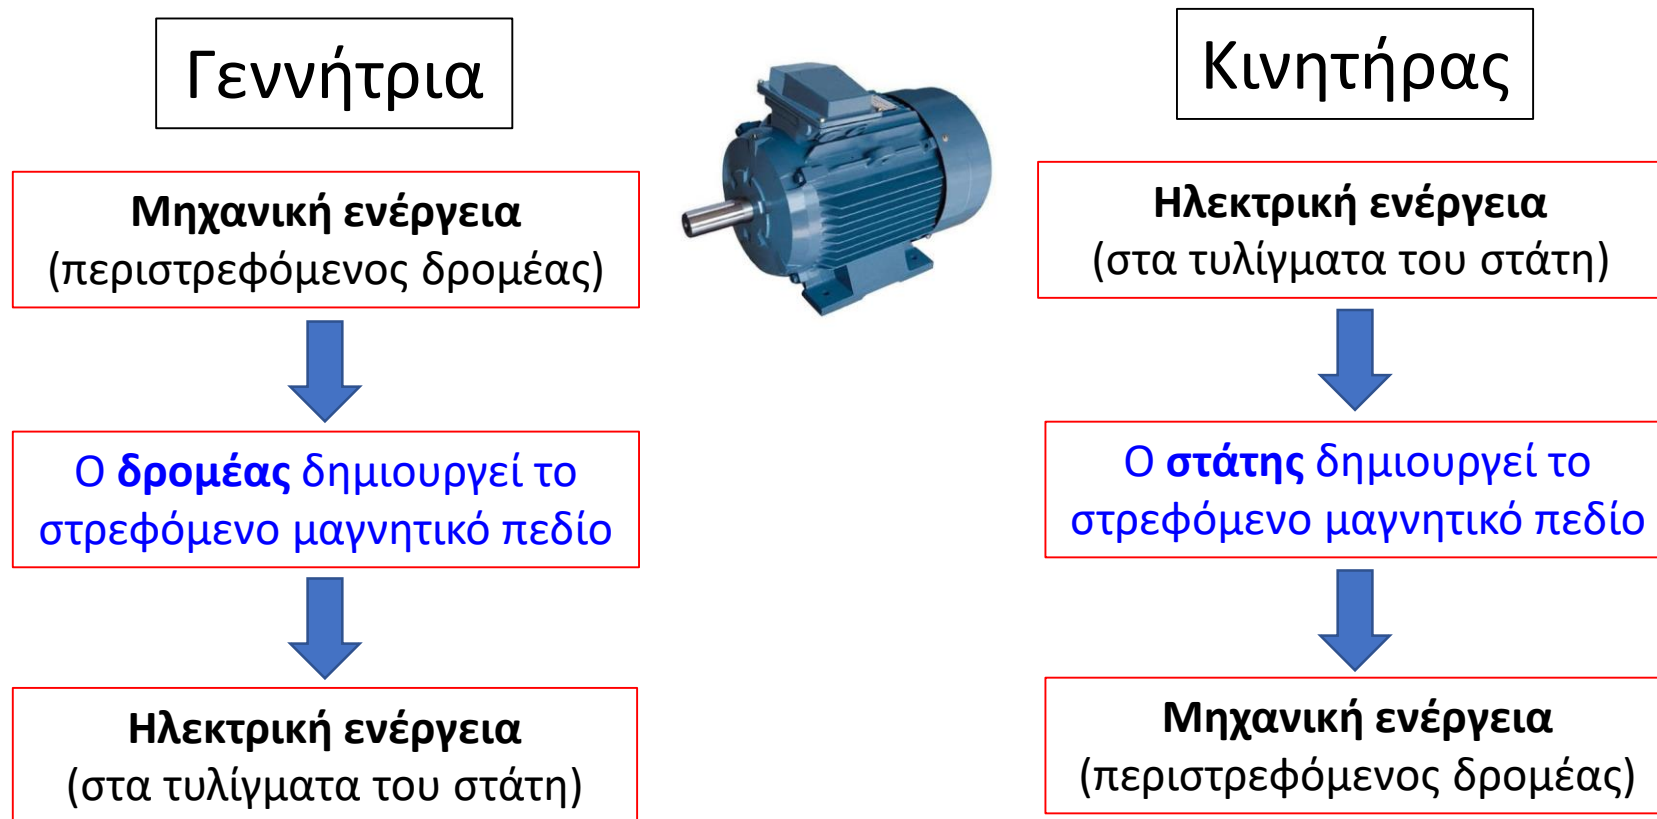 Γεννήτρια
Μηχανική ενέργεια
(περιστρεφόμενος δρομέας)
Ο δρομέας δημιουργεί το
στρεφόμενο μαγνητικό πεδίο
Ηλεκτρική ενέργεια
(στα τυλίγματα του στάτη)
Κινητήρας
Ηλεκτρική ενέργεια
(στα τυλίγματα του στάτη)
Ο στάτης δημιουργεί το
στρεφόμενο μαγνητικό πεδίο
Μηχανική ενέργεια
(περιστρεφόμενος δρομέας)